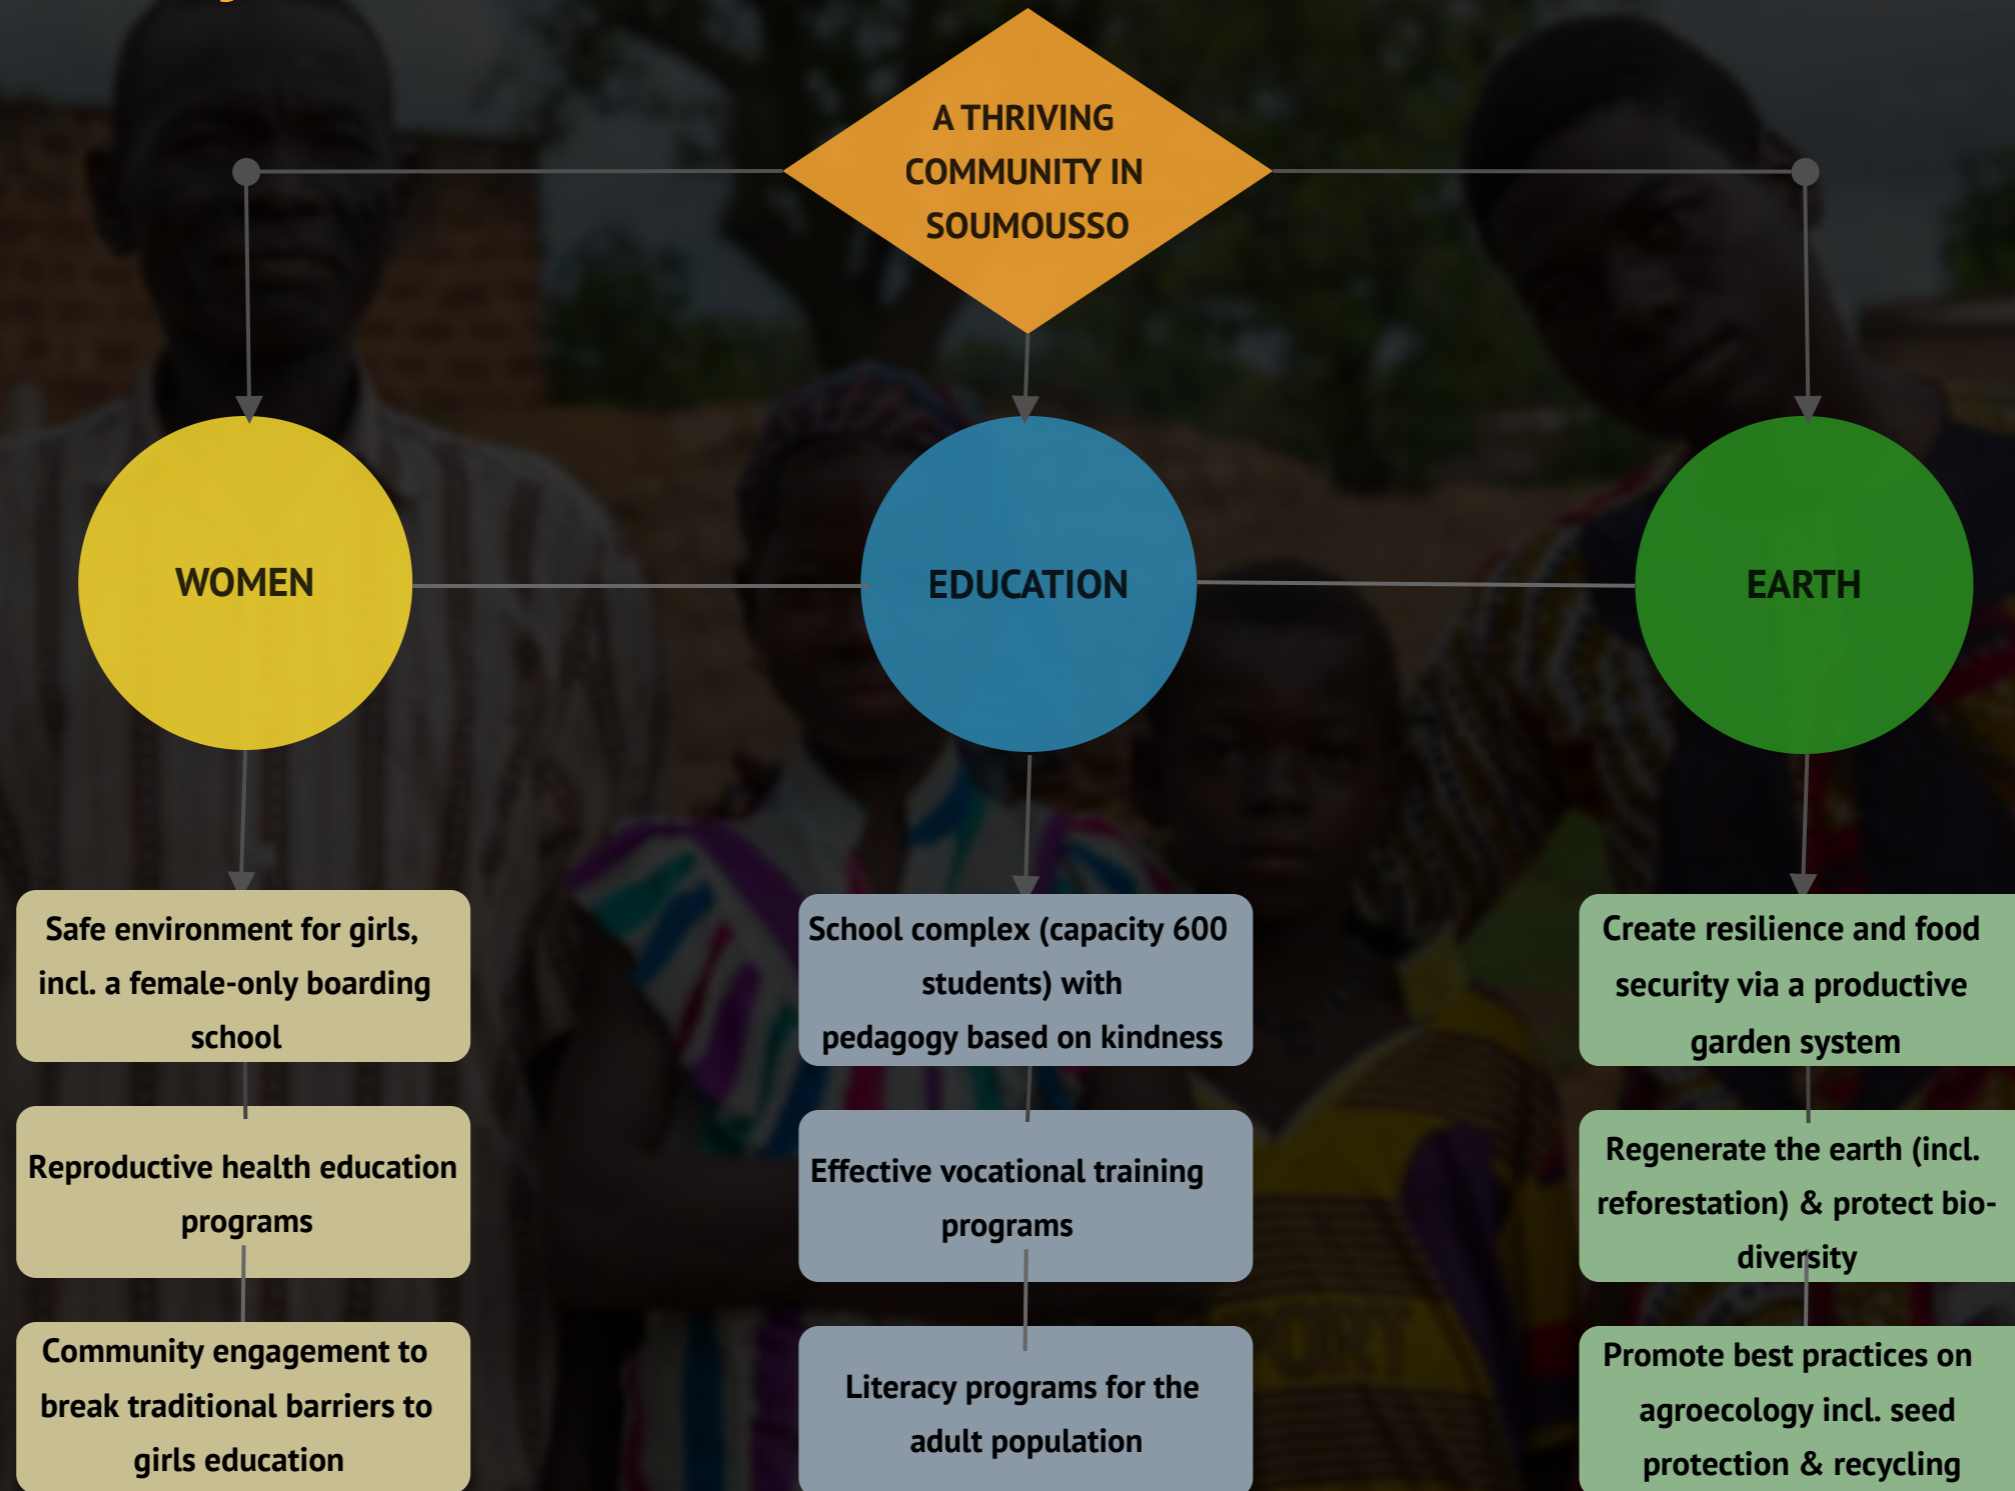 A THRIVING
COMMUNITY IN
SOUMOUSSO
WOMEN
EDUCATION
EARTH
Safe environment for girls,
incl. a female-only boarding
school
Reproductive health education
programs
Community engagement to
break traditional barriers to
girls education
School complex (capacity 600
students) with
pedagogy based on kindness
Effective vocational training
programs
Literacy programs for the
adult population
Create resilience and food
security via a productive
garden system
Regenerate the earth (incl.
reforestation) & protect bio-
diversity
Promote best practices on
agroecology incl. seed
protection & recycling